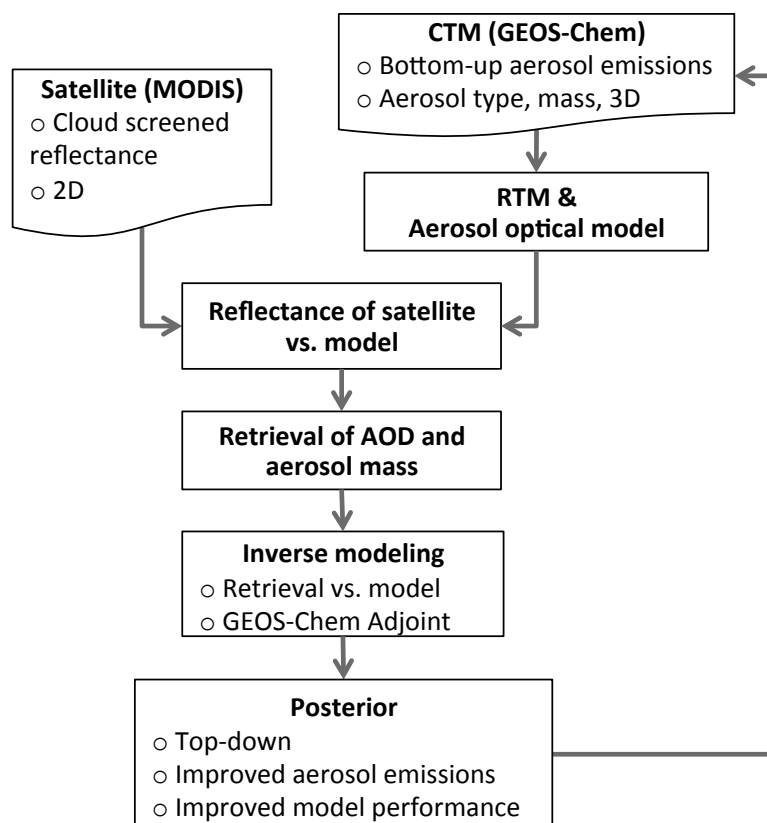 CTM (GEOS-Chem)
○ Bottom-up aerosol emissions
○ Aerosol type, mass, 3D
Satellite (MODIS)
○ Cloud screened
reflectance
○ 2D
RTM &
Aerosol optical model
Reflectance of satellite
vs. model
Retrieval of AOD and
aerosol mass
Inverse modeling
○ Retrieval vs. model
○ GEOS-Chem Adjoint
Posterior
○ Top-down
○ Improved aerosol emissions
○ Improved model performance